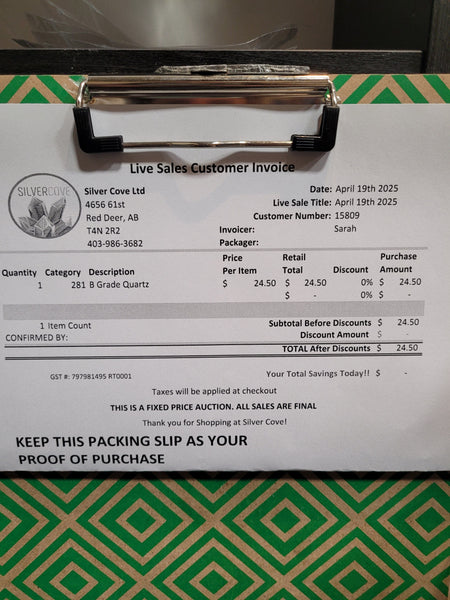 Live Sales Customer Invoice
SILVERCOVE
Silver Cove Ltd
4656 61st
Red Deer, AB
T4N 2R2
403-986-3682
Date: April 19th 2025
Live Sale Title: April 19th 2025
Customer Number: 15809
Invoicer: Sarah
Packager:
Quantity Category Description Price Per Item Retail Total Discount Purchase Amount
1 281 B Grade Quartz $ 24.50 $ 24.50 0% $ 24.50
$ - 0% $ -
1 Item Count Subtotal Before Discounts $ 24.50
CONFIRMED BY: Discount Amount $ -
TOTAL After Discounts $ 24.50
GST #: 797981495 RT0001 Your Total Savings Today!! $ -
Taxes will be applied at checkout
THIS IS A FIXED PRICE AUCTION. ALL SALES ARE FINAL
Thank you for Shopping at Silver Cove!
KEEP THIS PACKING SLIP AS YOUR
PROOF OF PURCHASE